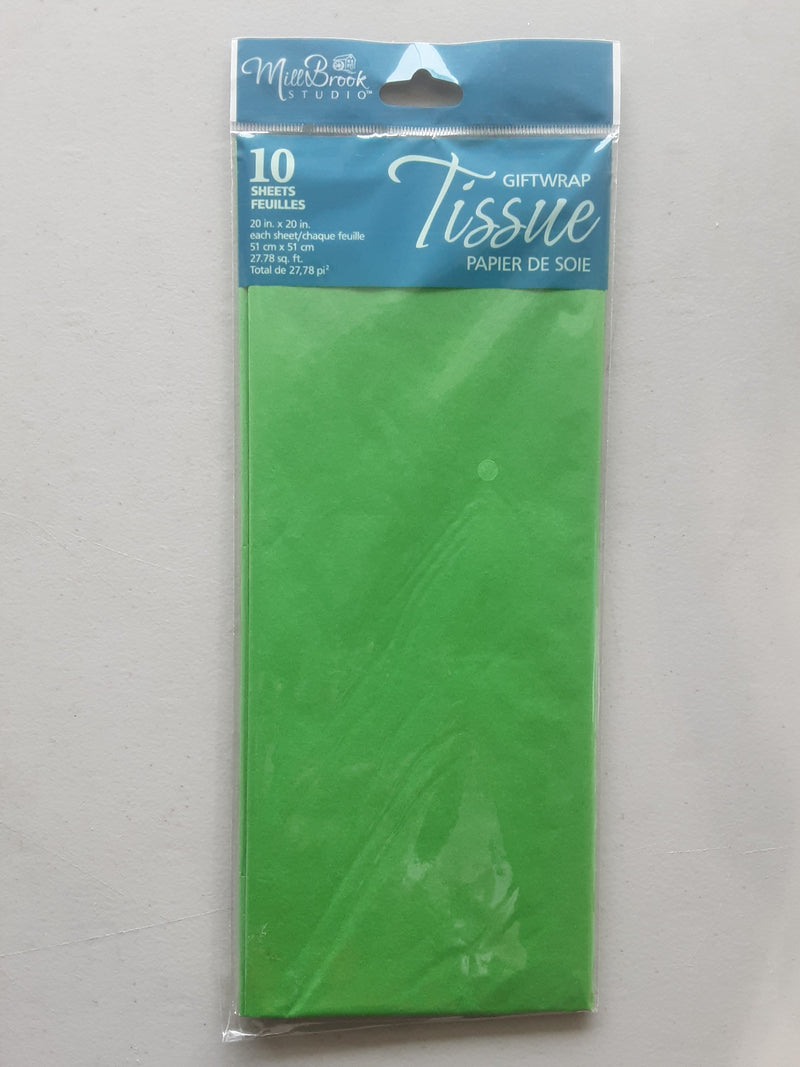 MillBrook
STUDIO™
10
SHEETS
FEUILLES
20 in. x 20 in.
each sheet/chaque feuille
51 cm x 51 cm
27.78 sq. ft.
Total de 27,78 pi²
GIFTWRAP
Tissue
PAPIER DE SOIE